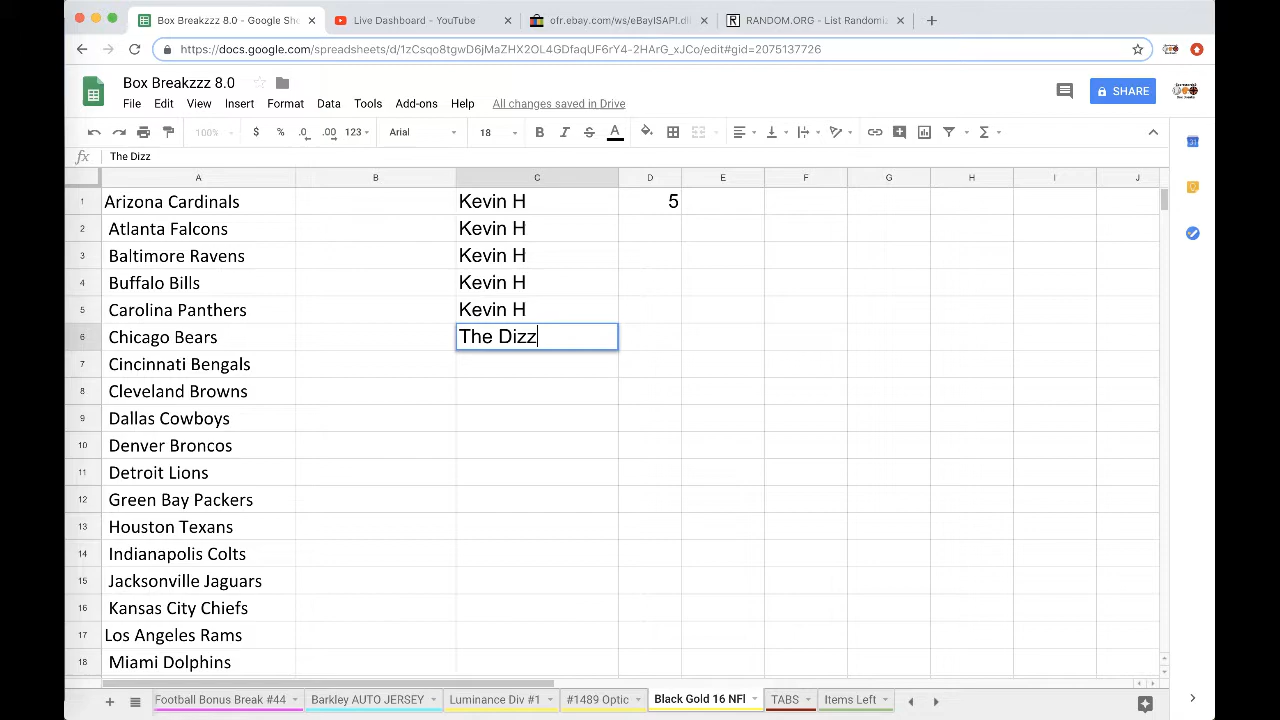 Box Breakzzz 8.0 - Google She
Live Dashboard - YouTube
ofr.ebay.com/ws/eBayISAPI.dl
RANDOM.ORG - List Randomiz
https://docs.google.com/spreadsheets/d/1zCsqo8tgwD6jMaZHX2OL4GDfaqUF6rY4-2HArG_xJCo/edit#gid=2075137726
Box Breakzzz 8.0
File Edit View Insert Format Data Tools Add-ons Help All changes saved in Drive
SHARE
100% $ % .0 .00 123 Arial 18 B I S A
fx The Dizz
A B C D E F G H I J
1 Arizona Cardinals Kevin H 5
2 Atlanta Falcons Kevin H
3 Baltimore Ravens Kevin H
4 Buffalo Bills Kevin H
5 Carolina Panthers Kevin H
6 Chicago Bears The Dizz
7 Cincinnati Bengals
8 Cleveland Browns
9 Dallas Cowboys
10 Denver Broncos
11 Detroit Lions
12 Green Bay Packers
13 Houston Texans
14 Indianapolis Colts
15 Jacksonville Jaguars
16 Kansas City Chiefs
17 Los Angeles Rams
18 Miami Dolphins
Football Bonus Break #44 Barkley AUTO JERSEY Luminance Div #1 #1489 Optic Black Gold 16 NFl TABS Items Left